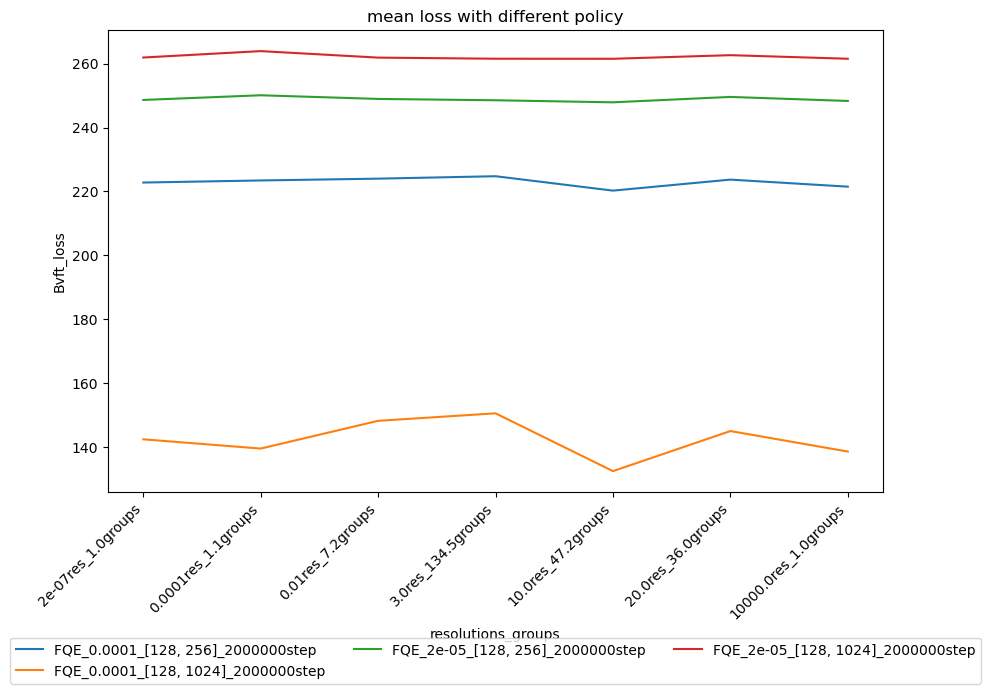 mean loss with different policy
Bvft_loss
260
240
220
200
180
160
140
2e-07res_1.0groups
0.0001res_1.1groups
0.01res_7.2groups
3.0res_134.5groups
10.0res_47.2groups
20.0res_36.0groups
10000.0res_1.0groups
resolutions_groups
FQE_0.0001_[128, 256]_2000000step
FQE_0.0001_[128, 1024]_2000000step
FQE_2e-05_[128, 256]_2000000step
FQE_2e-05_[128, 1024]_2000000step